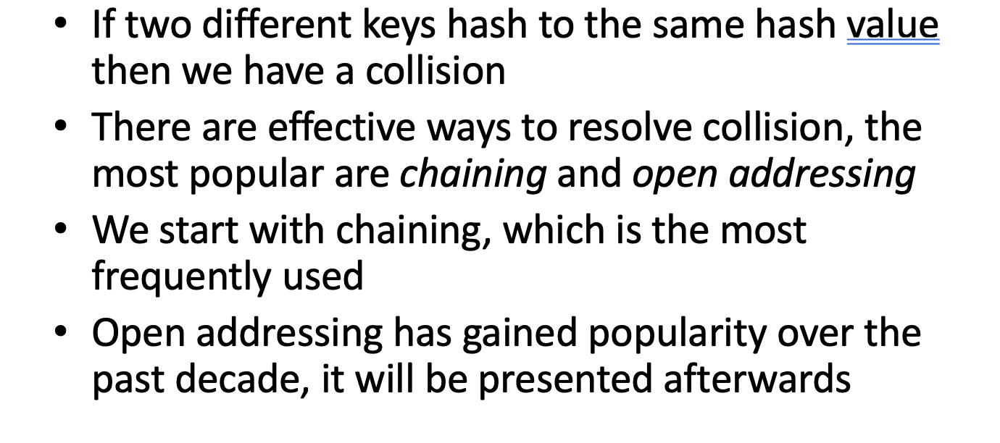 • If two different keys hash to the same hash value
then we have a collision
• There are effective ways to resolve collision, the
most popular are chaining and open addressing
• We start with chaining, which is the most
frequently used
• Open addressing has gained popularity over the
past decade, it will be presented afterwards